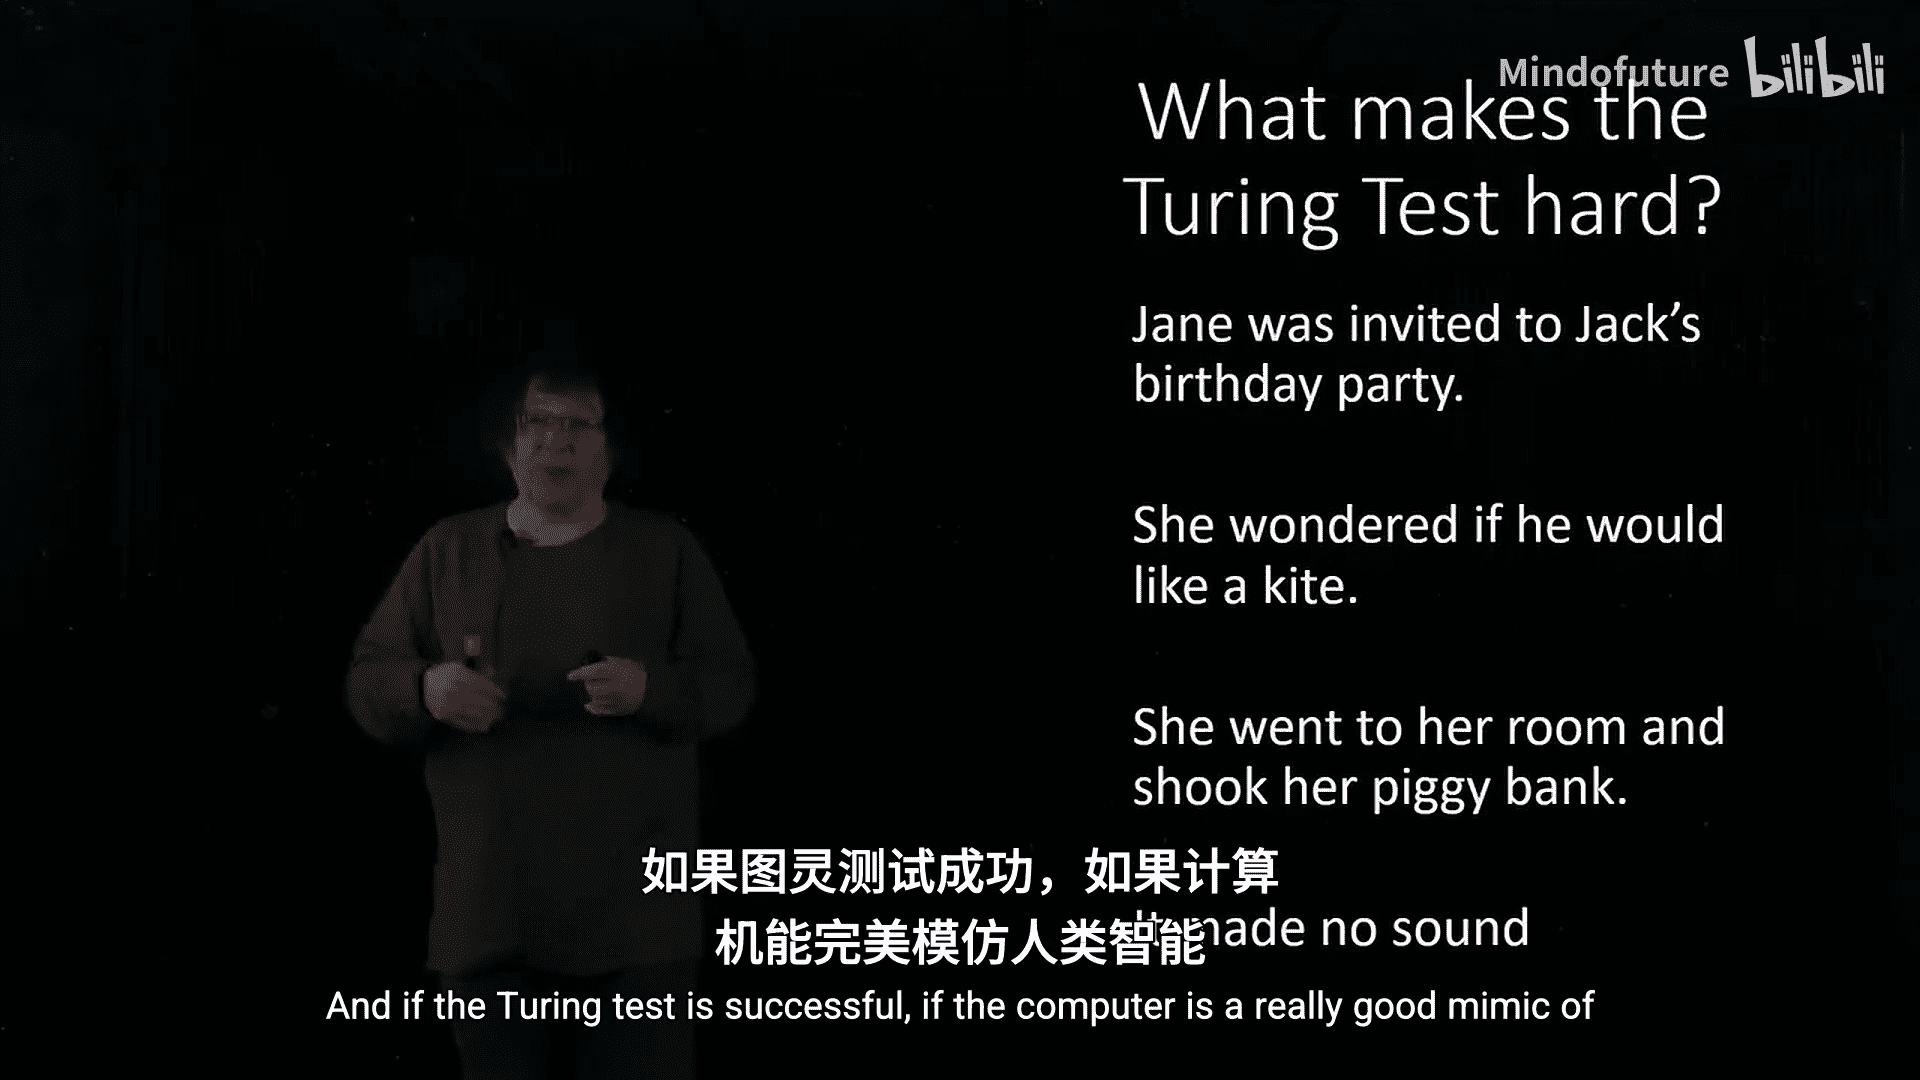 Mindofuture bilibili
What makes the
Turing Test hard?
Jane was invited to Jack’s
birthday party.
She wondered if he would
like a kite.
She went to her room and
shook her piggy bank.
made no sound
如果图灵测试成功，如果计算
机能完美模仿人类智能
And if the Turing test is successful, if the computer is a really good mimic of